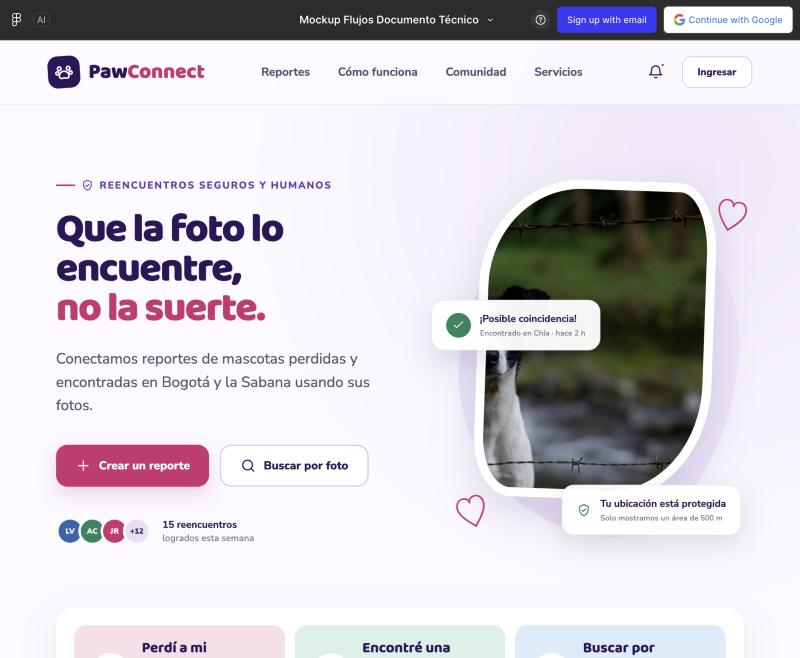 AI
Mockup Flujos Documento Técnico
Sign up with email
Continue with Google
PawConnect
Reportes
Cómo funciona
Comunidad
Servicios
Ingresar
REENCUENTROS SEGUROS Y HUMANOS
Que la foto lo
encuentre,
no la suerte.
Conectamos reportes de mascotas perdidas y
encontradas en Bogotá y la Sabana usando sus
fotos.
Crear un reporte
Buscar por foto
LV
AC
JR
+12
15 reencuentros
logrados esta semana
¡Posible coincidencia!
Encontrado en Chía · hace 2 h
Tu ubicación está protegida
Solo mostramos un área de 500 m
Perdí a mi
Encontré una
Buscar por